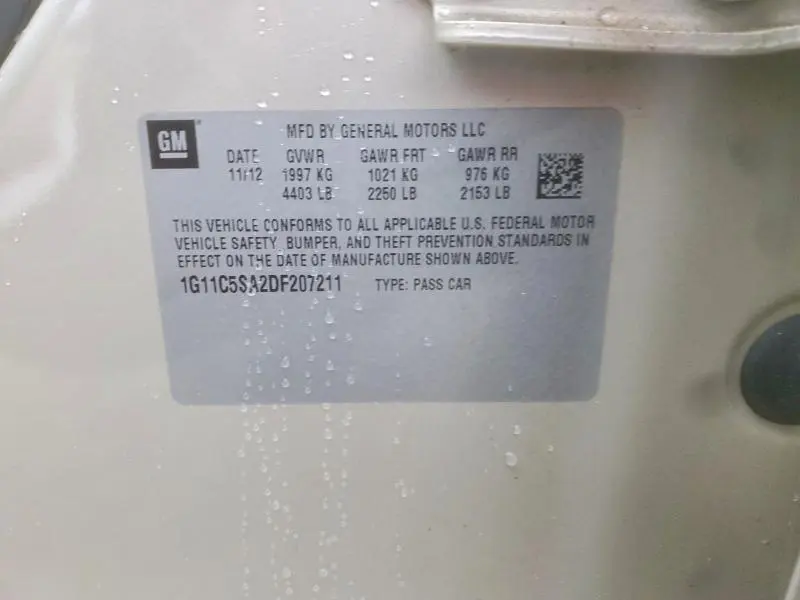 GM
MFD BY GENERAL MOTORS LLC
DATE GVWR GAWR FRT GAWR RR
11/12 1997 KG 1021 KG 976 KG
4403 LB 2250 LB 2153 LB
THIS VEHICLE CONFORMS TO ALL APPLICABLE U.S. FEDERAL MOTOR
VEHICLE SAFETY, BUMPER, AND THEFT PREVENTION STANDARDS IN
EFFECT ON THE DATE OF MANUFACTURE SHOWN ABOVE.
1G11C5SA2DF207211 TYPE: PASS CAR